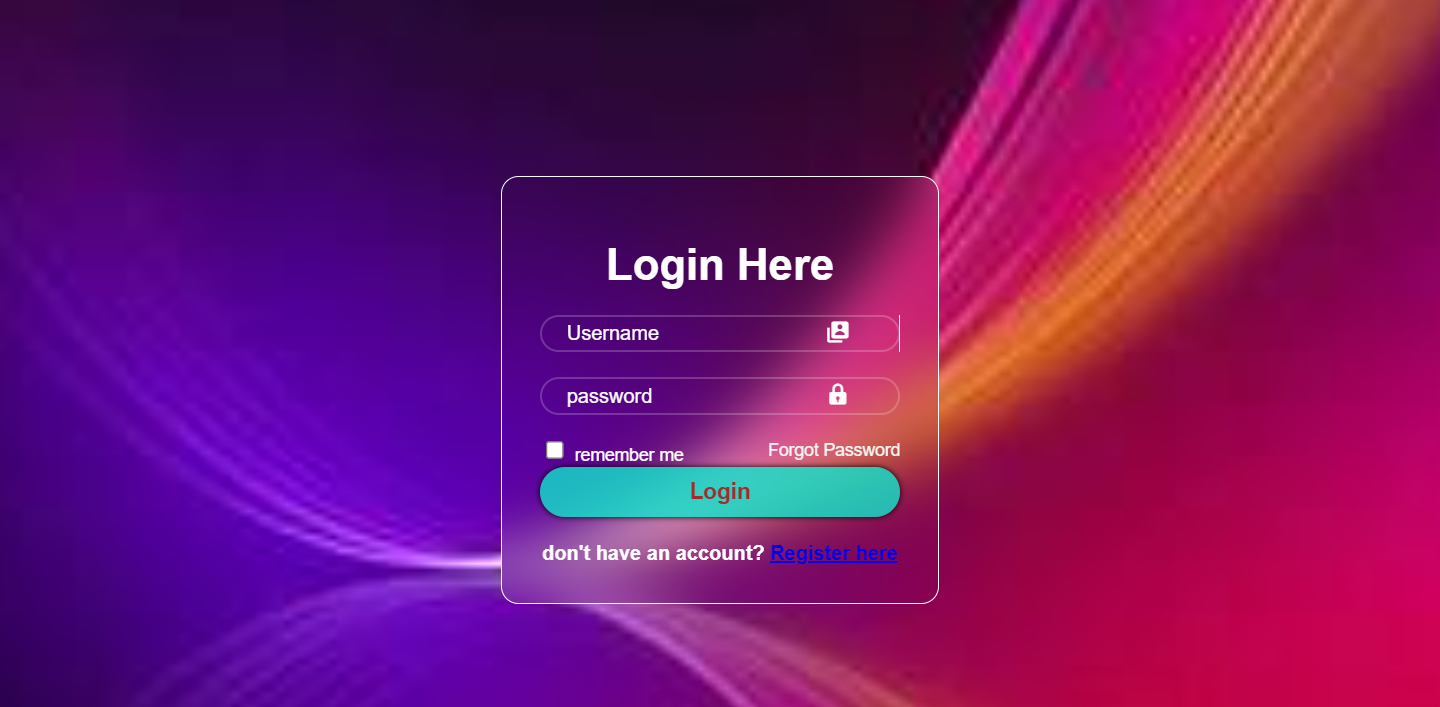 Login Here
Username
password
remember me Forgot Password
Login
don't have an account? Register here